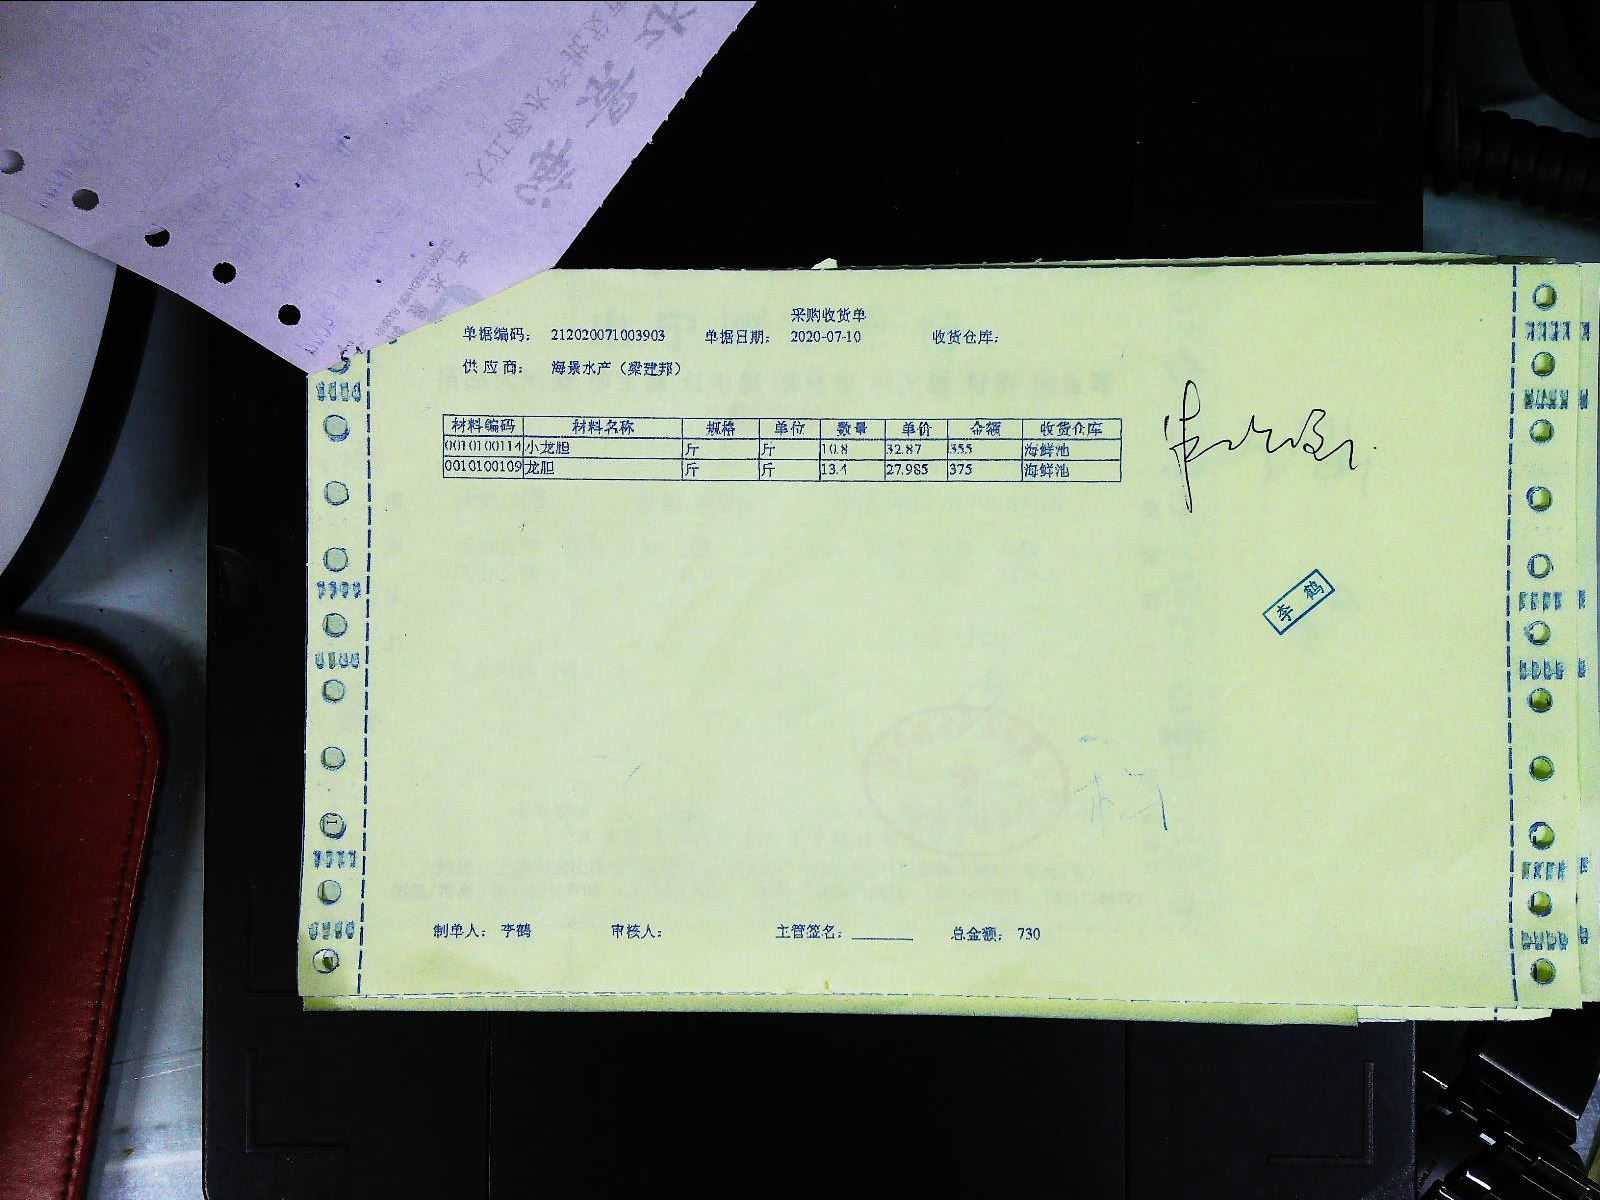 采购收货单
单据编码： 212020071003903 单据日期： 2020-07-10 收货仓库：
供应商： 海景水产（梁建邦）
材料编码 材料名称 规格 单位 数量 单价 金额 收货仓库
0010100114 小龙胆 斤 斤 10.8 32.87 355 海鲜池
0010100109 龙胆 斤 斤 13.4 27.985 375 海鲜池
李鹤
制单人： 李鹤 审核人： 主管签名： 总金额： 730